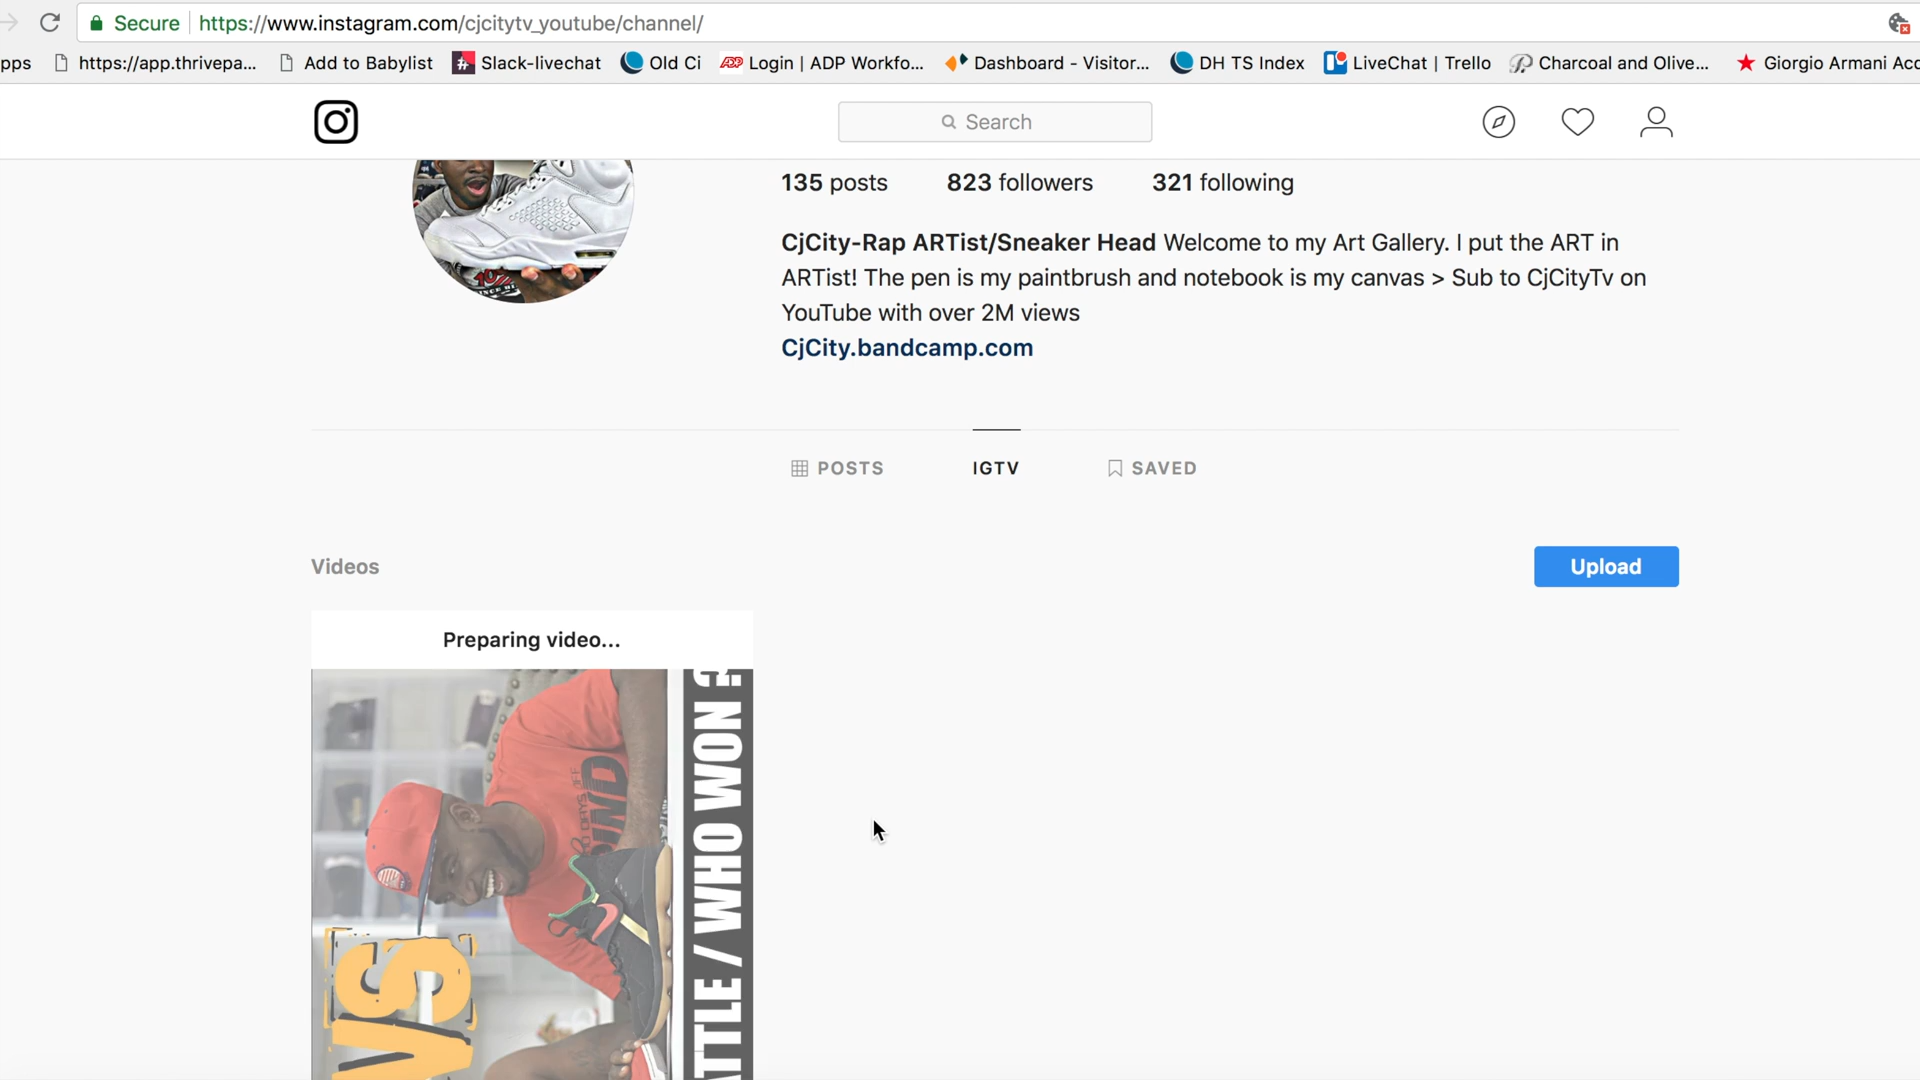 Secure https://www.instagram.com/cjcitytv_youtube/channel/
pps https://app.thrivepa... Add to Babylist Slack-livechat Old Ci ADP Login | ADP Workfo... Dashboard - Visitor... DH TS Index LiveChat | Trello Charcoal and Olive... Giorgio Armani Acc
Search
135 posts 823 followers 321 following
CjCity-Rap ARTist/Sneaker Head Welcome to my Art Gallery. I put the ART in
ARTist! The pen is my paintbrush and notebook is my canvas > Sub to CjCityTv on
YouTube with over 2M views
CjCity.bandcamp.com
POSTS IGTV SAVED
Videos Upload
Preparing video...
ATTLE / WHO WON ?
VS